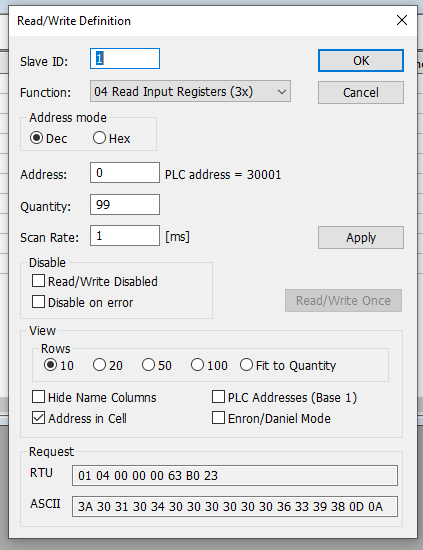 Read/Write Definition
Slave ID: 1 OK
Function: 04 Read Input Registers (3x) Cancel
Address mode
Dec Hex
Address: 0 PLC address = 30001
Quantity: 99
Scan Rate: 1 [ms] Apply
Disable
Read/Write Disabled
Disable on error Read/Write Once
View
Rows
10 20 50 100 Fit to Quantity
Hide Name Columns PLC Addresses (Base 1)
Address in Cell Enron/Daniel Mode
Request
RTU 01 04 00 00 00 63 B0 23
ASCII 3A 30 31 30 34 30 30 30 30 30 30 36 33 39 38 0D 0A